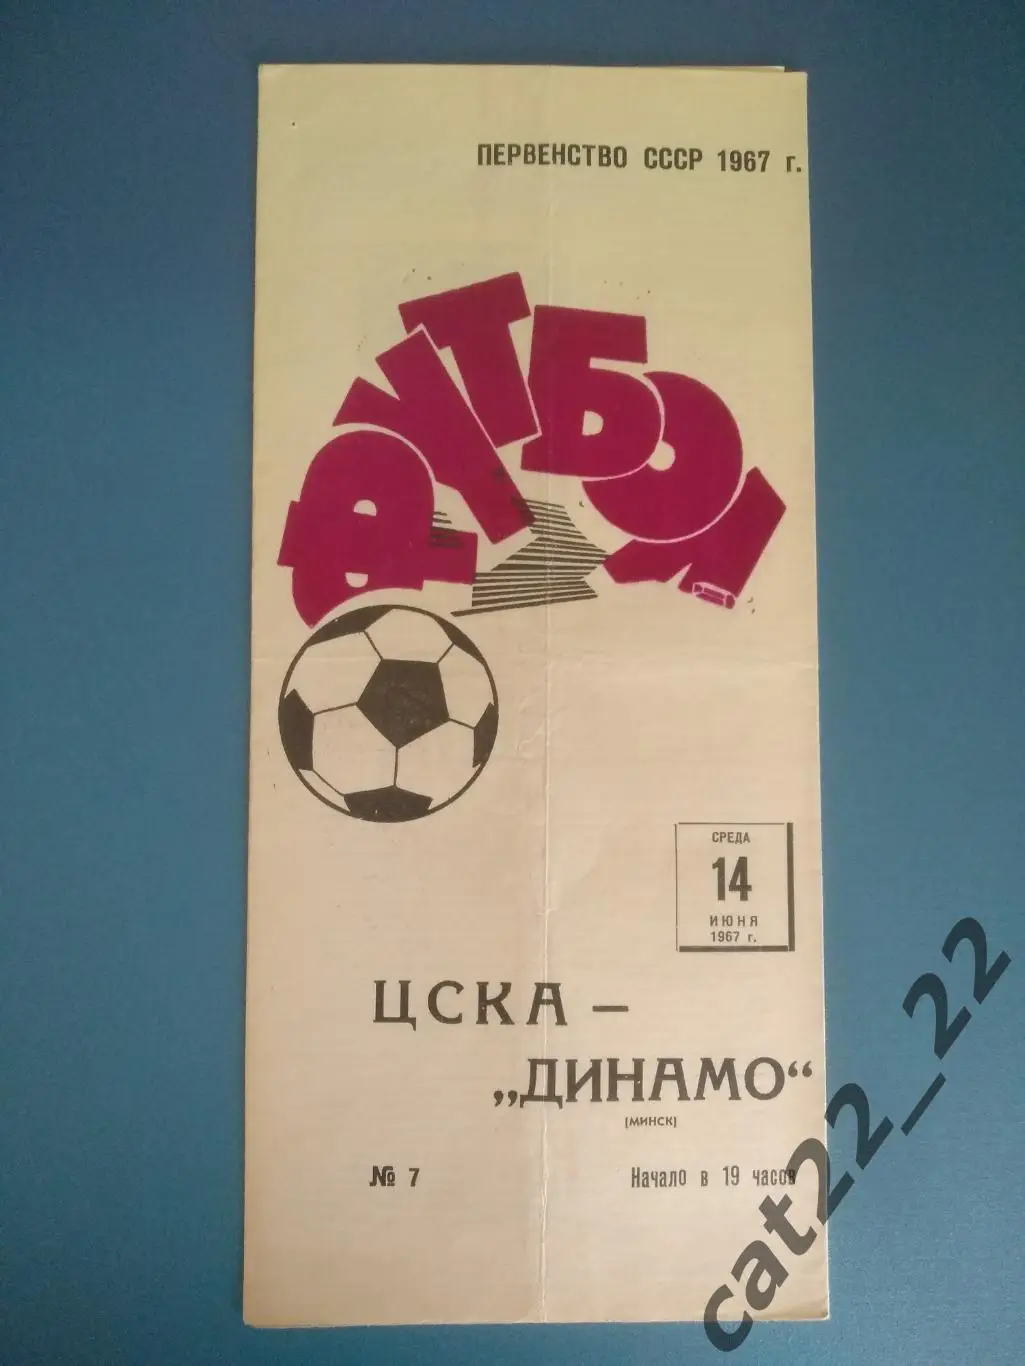 ПЕРВЕНСТВО СССР 1967 г.
ФУТБОЛ
СРЕДА
14
ИЮНЯ
1967 г.
ЦСКА –
„ДИНАМО“
(МИНСК)
№ 7 Начало в 19 часов
cat22_22